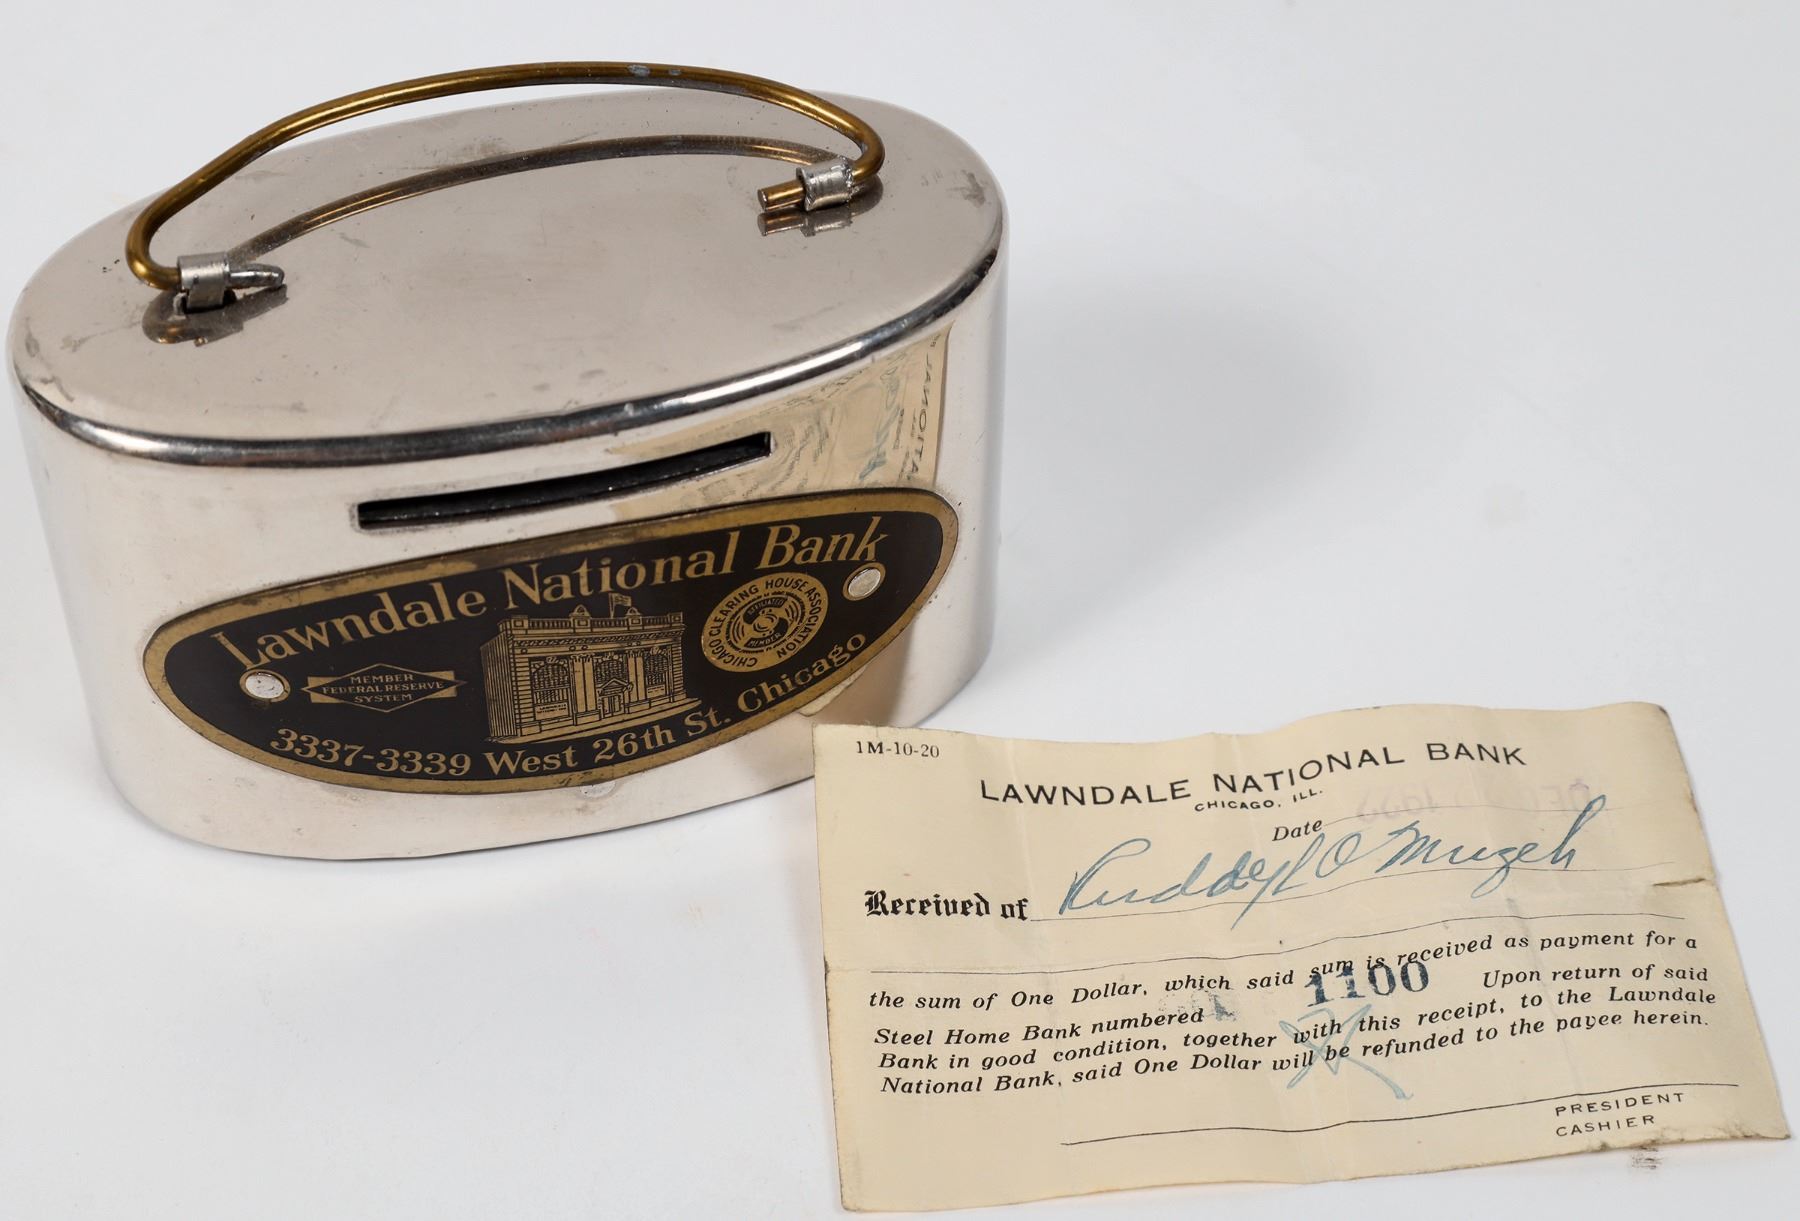 Lawndale National Bank
CHICAGO CLEARING HOUSE ASSOCIATION
AFFILIATED
MEMBER
MEMBER
FEDERAL RESERVE
SYSTEM
3337-3339 West 26th St. Chicago
1M-10-20
LAWNDALE NATIONAL BANK
CHICAGO, ILL.
Date
Received of
the sum of One Dollar, which said sum is received as payment for a
Steel Home Bank numbered 1100 Upon return of said
Bank in good condition, together with this receipt, to the Lawndale
National Bank, said One Dollar will be refunded to the payee herein.
PRESIDENT
CASHIER